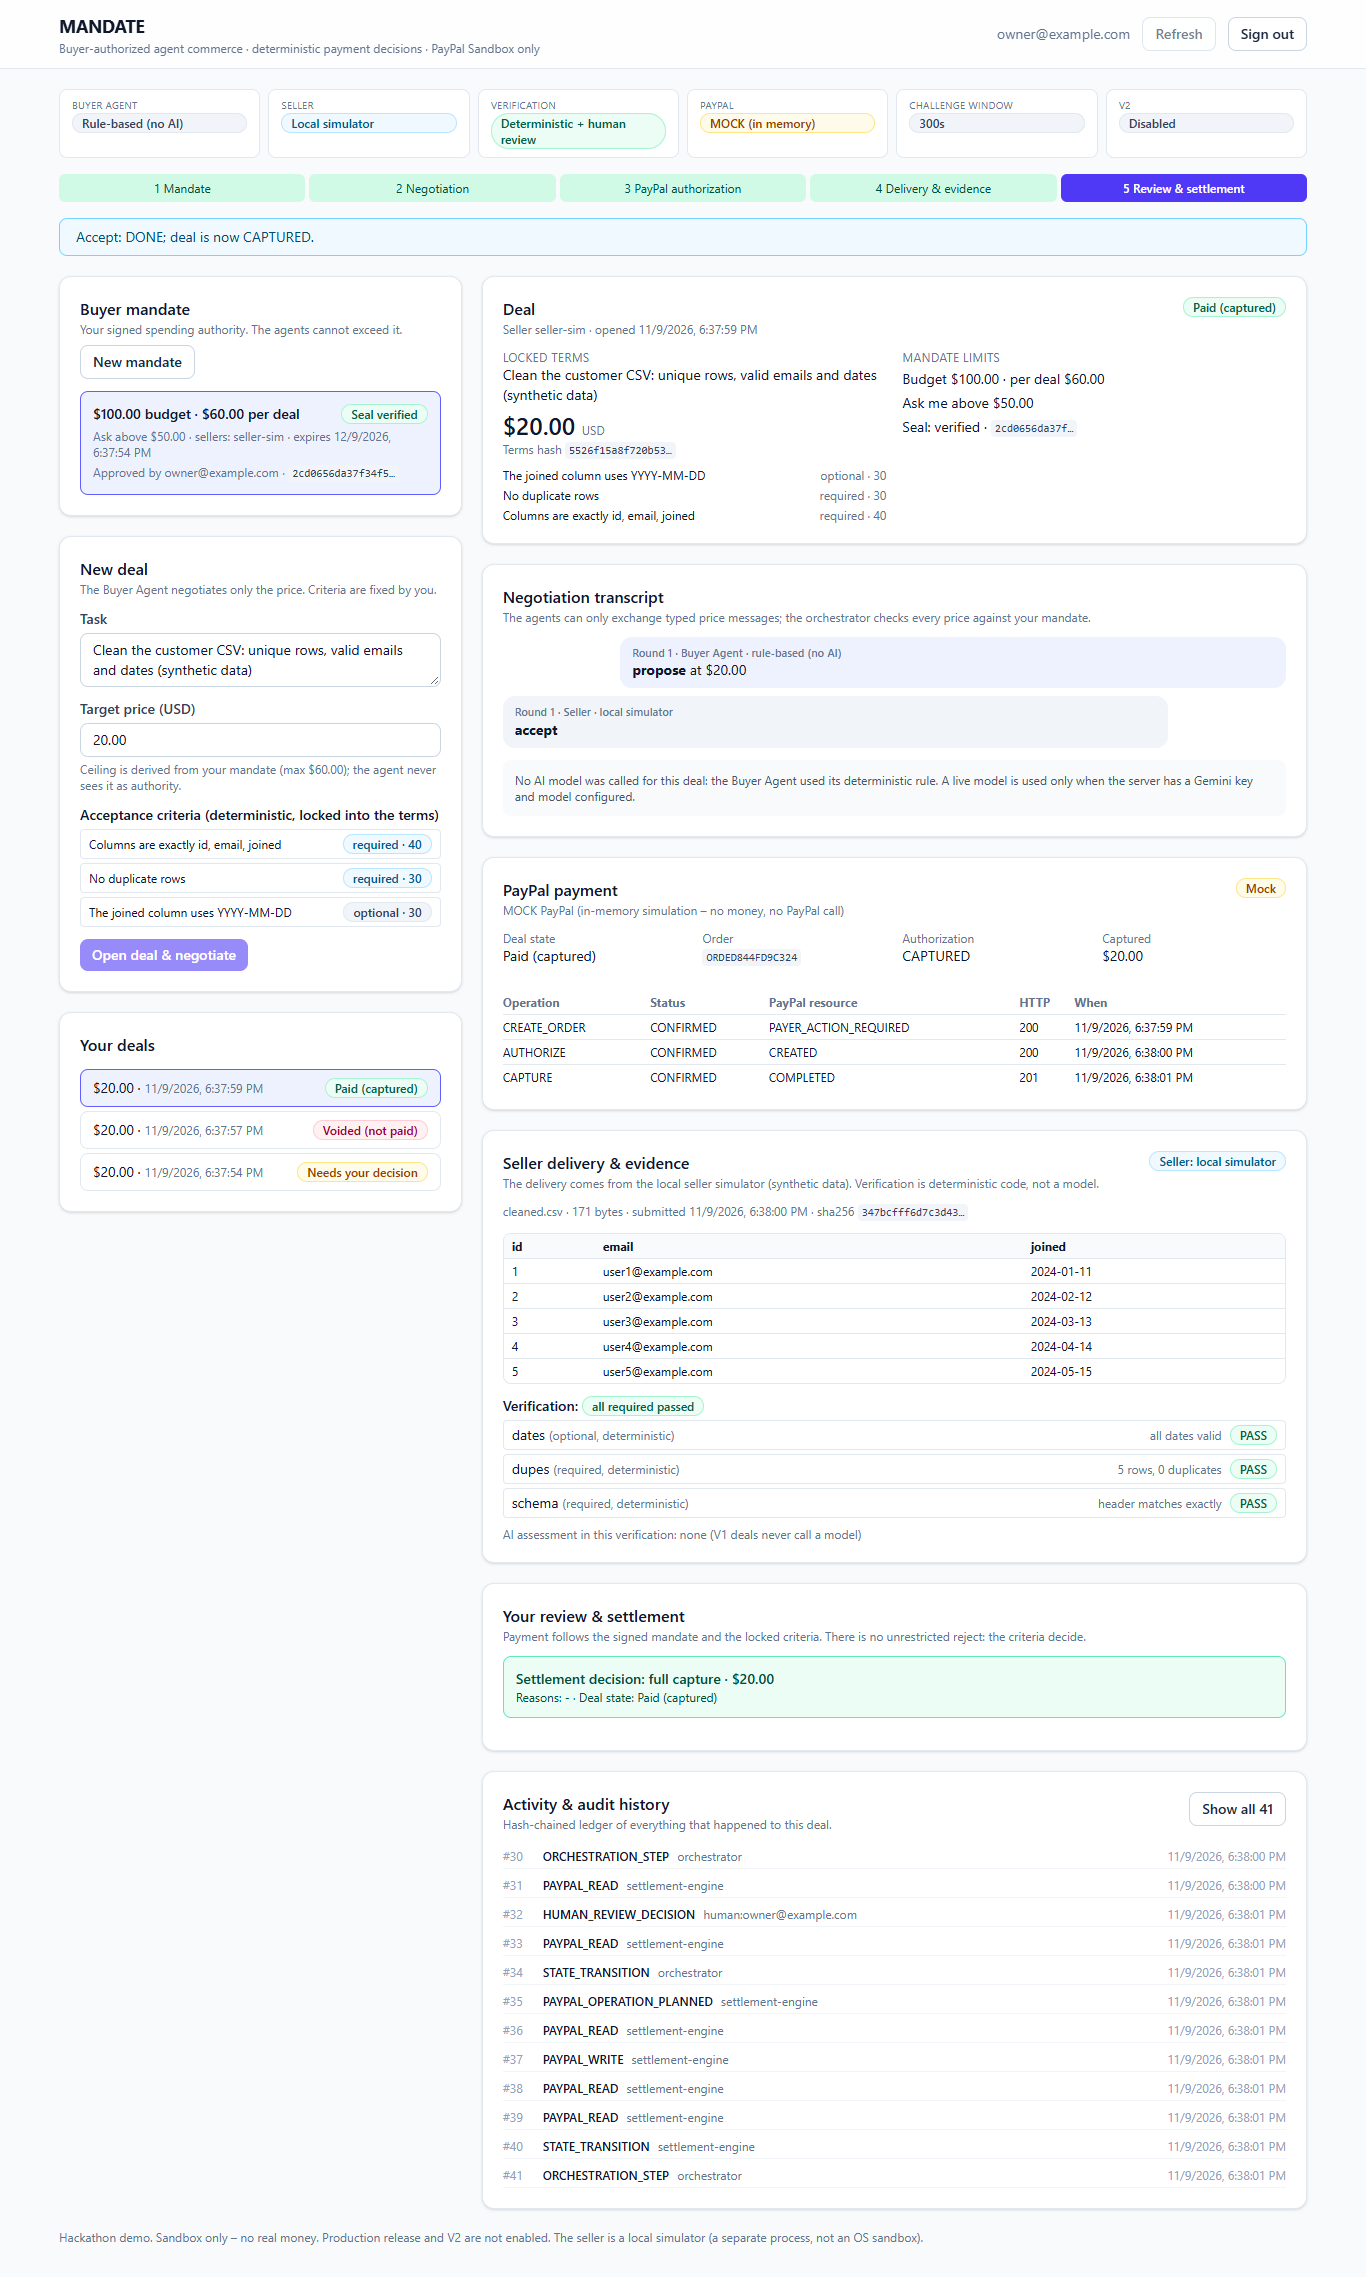 MANDATE
Buyer-authorized agent commerce · deterministic payment decisions · PayPal Sandbox only
owner@example.com
Refresh
Sign out
BUYER AGENT
Rule-based (no AI)
SELLER
Local simulator
VERIFICATION
Deterministic + human
review
PAYPAL
MOCK (in memory)
CHALLENGE WINDOW
300s
V2
Disabled
1 Mandate
2 Negotiation
3 PayPal authorization
4 Delivery & evidence
5 Review & settlement
Accept: DONE; deal is now CAPTURED.
Buyer mandate
Your signed spending authority. The agents cannot exceed it.
New mandate
$100.00 budget · $60.00 per deal
Seal verified
Ask above $50.00 · sellers: seller-sim · expires 12/9/2026,
6:37:54 PM
Approved by owner@example.com · 2cd0656da37f34f5…
New deal
The Buyer Agent negotiates only the price. Criteria are fixed by you.
Task
Clean the customer CSV: unique rows, valid emails
and dates (synthetic data)
Target price (USD)
20.00
Ceiling is derived from your mandate (max $60.00); the agent never
sees it as authority.
Acceptance criteria (deterministic, locked into the terms)
Columns are exactly id, email, joined
required · 40
No duplicate rows
required · 30
The joined column uses YYYY-MM-DD
optional · 30
Open deal & negotiate
Your deals
$20.00 · 11/9/2026, 6:37:59 PM
Paid (captured)
$20.00 · 11/9/2026, 6:37:57 PM
Voided (not paid)
$20.00 · 11/9/2026, 6:37:54 PM
Needs your decision
Deal
Paid (captured)
Seller seller-sim · opened 11/9/2026, 6:37:59 PM
LOCKED TERMS
Clean the customer CSV: unique rows, valid emails and dates
(synthetic data)
$20.00 USD
Terms hash 5526f15a8f720b53…
The joined column uses YYYY-MM-DD
optional · 30
No duplicate rows
required · 30
Columns are exactly id, email, joined
required · 40
MANDATE LIMITS
Budget $100.00 · per deal $60.00
Ask me above $50.00
Seal: verified · 2cd0656da37f…
Negotiation transcript
The agents can only exchange typed price messages; the orchestrator checks every price against your mandate.
Round 1 · Buyer Agent · rule-based (no AI)
propose at $20.00
Round 1 · Seller · local simulator
accept
No AI model was called for this deal: the Buyer Agent used its deterministic rule. A live model is used only when the server has a Gemini key
and model configured.
PayPal payment
Mock
MOCK PayPal (in-memory simulation – no money, no PayPal call)
Deal state
Paid (captured)
Order
ORDED844FD9C324
Authorization
CAPTURED
Captured
$20.00
Operation Status PayPal resource HTTP When
CREATE_ORDER CONFIRMED PAYER_ACTION_REQUIRED 200 11/9/2026, 6:37:59 PM
AUTHORIZE CONFIRMED CREATED 200 11/9/2026, 6:38:00 PM
CAPTURE CONFIRMED COMPLETED 201 11/9/2026, 6:38:01 PM
Seller delivery & evidence
Seller: local simulator
The delivery comes from the local seller simulator (synthetic data). Verification is deterministic code, not a model.
cleaned.csv · 171 bytes · submitted 11/9/2026, 6:38:00 PM · sha256 347bcfff6d7c3d43…
id email joined
1 user1@example.com 2024-01-11
2 user2@example.com 2024-02-12
3 user3@example.com 2024-03-13
4 user4@example.com 2024-04-14
5 user5@example.com 2024-05-15
Verification: all required passed
dates (optional, deterministic) all dates valid PASS
dupes (required, deterministic) 5 rows, 0 duplicates PASS
schema (required, deterministic) header matches exactly PASS
AI assessment in this verification: none (V1 deals never call a model)
Your review & settlement
Payment follows the signed mandate and the locked criteria. There is no unrestricted reject: the criteria decide.
Settlement decision: full capture · $20.00
Reasons: - · Deal state: Paid (captured)
Activity & audit history
Show all 41
Hash-chained ledger of everything that happened to this deal.
#30 ORCHESTRATION_STEP orchestrator 11/9/2026, 6:38:00 PM
#31 PAYPAL_READ settlement-engine 11/9/2026, 6:38:00 PM
#32 HUMAN_REVIEW_DECISION human:owner@example.com 11/9/2026, 6:38:01 PM
#33 PAYPAL_READ settlement-engine 11/9/2026, 6:38:01 PM
#34 STATE_TRANSITION orchestrator 11/9/2026, 6:38:01 PM
#35 PAYPAL_OPERATION_PLANNED settlement-engine 11/9/2026, 6:38:01 PM
#36 PAYPAL_READ settlement-engine 11/9/2026, 6:38:01 PM
#37 PAYPAL_WRITE settlement-engine 11/9/2026, 6:38:01 PM
#38 PAYPAL_READ settlement-engine 11/9/2026, 6:38:01 PM
#39 PAYPAL_READ settlement-engine 11/9/2026, 6:38:01 PM
#40 STATE_TRANSITION settlement-engine 11/9/2026, 6:38:01 PM
#41 ORCHESTRATION_STEP orchestrator 11/9/2026, 6:38:01 PM
Hackathon demo. Sandbox only – no real money. Production release and V2 are not enabled. The seller is a local simulator (a separate process, not an OS sandbox).